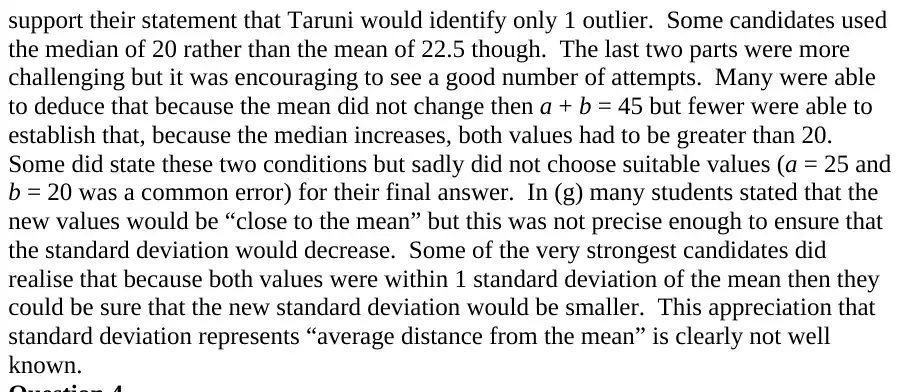 support their statement that Taruni would identify only 1 outlier.  Some candidates used
the median of 20 rather than the mean of 22.5 though.  The last two parts were more
challenging but it was encouraging to see a good number of attempts.  Many were able
to deduce that because the mean did not change then a + b = 45 but fewer were able to
establish that, because the median increases, both values had to be greater than 20.
Some did state these two conditions but sadly did not choose suitable values (a = 25 and
b = 20 was a common error) for their final answer.  In (g) many students stated that the
new values would be “close to the mean” but this was not precise enough to ensure that
the standard deviation would decrease.  Some of the very strongest candidates did
realise that because both values were within 1 standard deviation of the mean then they
could be sure that the new standard deviation would be smaller.  This appreciation that
standard deviation represents “average distance from the mean” is clearly not well
known.
Question 4